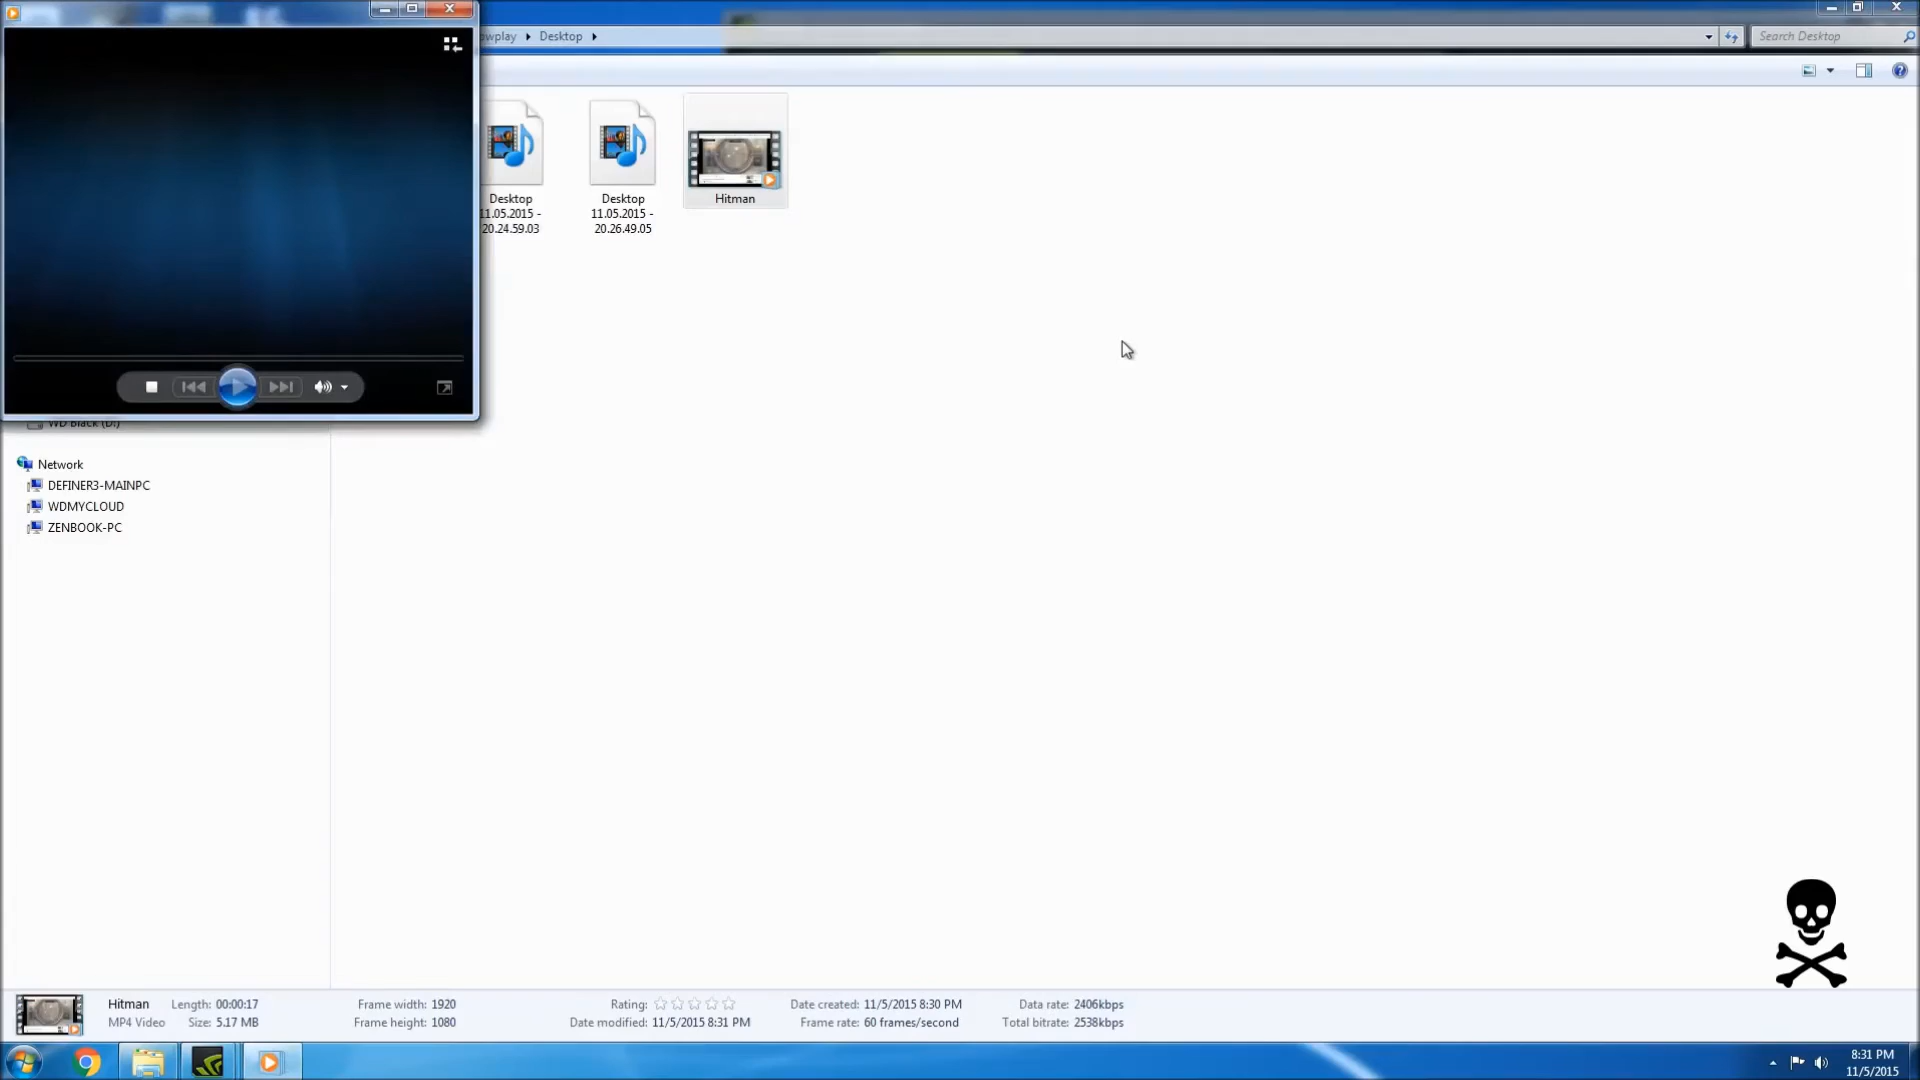 Desktop
Search Desktop
Desktop
11.05.2015 -
20.24.59.03
Desktop
11.05.2015 -
20.26.49.05
Hitman
WD Black (D:)
Network
DEFINER3-MAINPC
WDMYCLOUD
ZENBOOK-PC
Hitman Length: 00:00:17 Frame width: 1920 Rating: Date created: 11/5/2015 8:30 PM Data rate: 2406kbps
MP4 Video Size: 5.17 MB Frame height: 1080 Date modified: 11/5/2015 8:31 PM Frame rate: 60 frames/second Total bitrate: 2538kbps
8:31 PM
11/5/2015